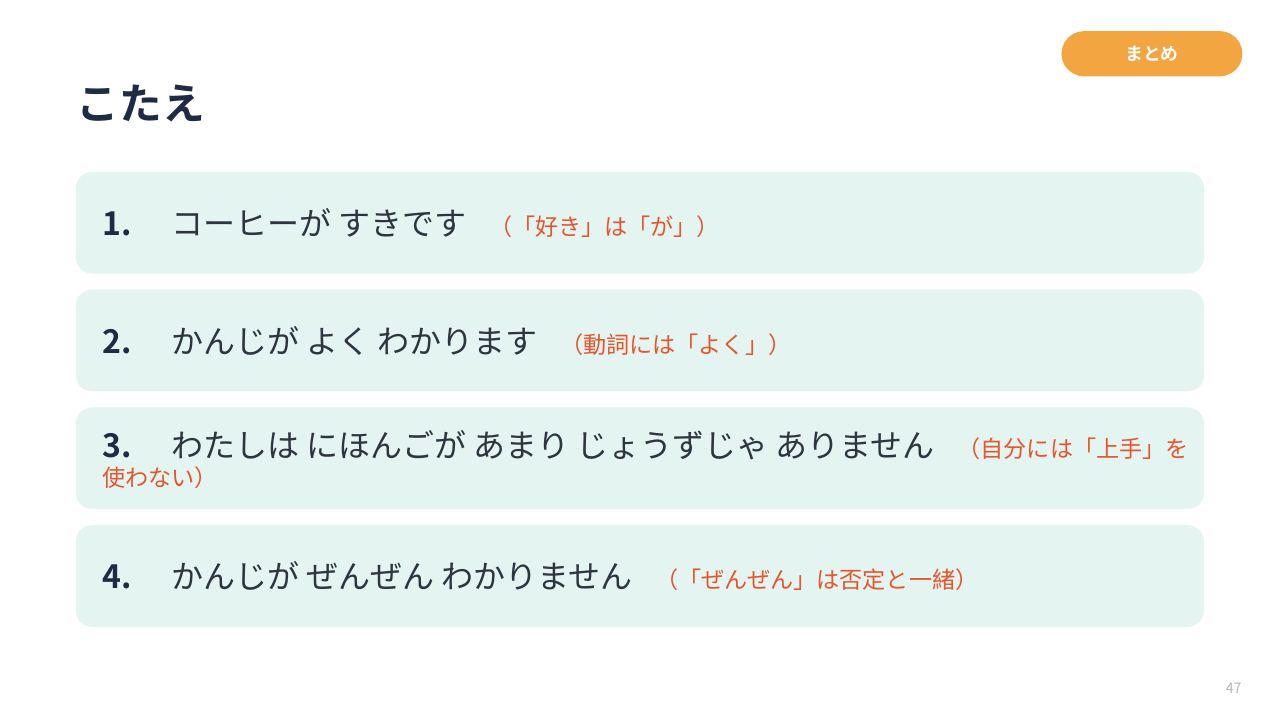 まとめ
こたえ
1. コーヒーが すきです （「好き」は「が」）
2. かんじが よく わかります （動詞には「よく」）
3. わたしは にほんごが あまり じょうずじゃ ありません （自分には「上手」を
使わない）
4. かんじが ぜんぜん わかりません （「ぜんぜん」は否定と一緒）
47